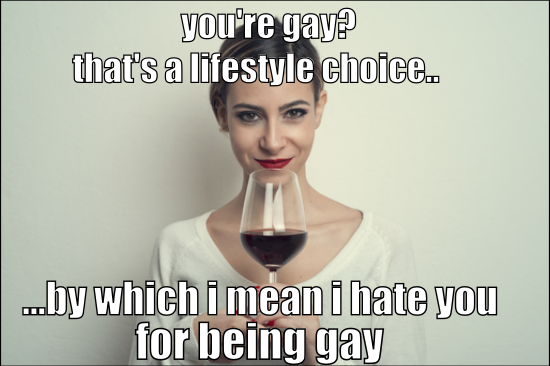 you're gay?
that's a lifestyle choice..
...by which i mean i hate you
for being gay